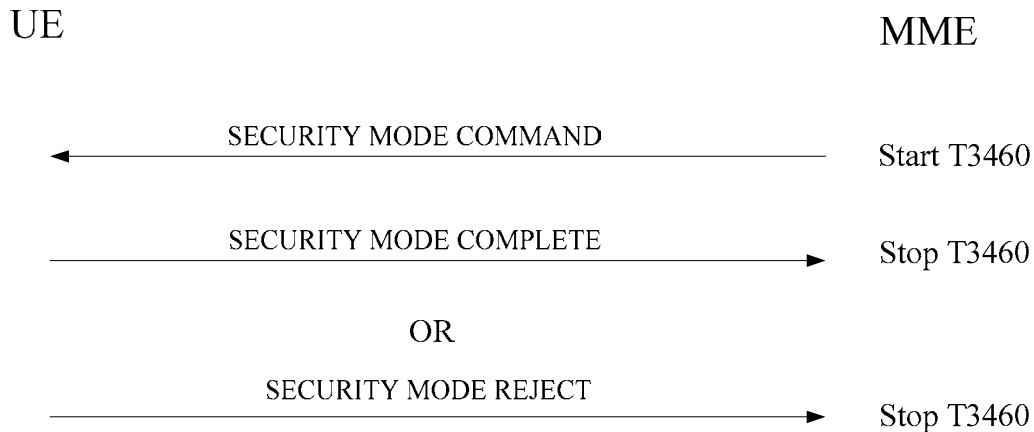 UE
MME
SECURITY MODE COMMAND
Start T3460
SECURITY MODE COMPLETE
Stop T3460
OR
SECURITY MODE REJECT
Stop T3460